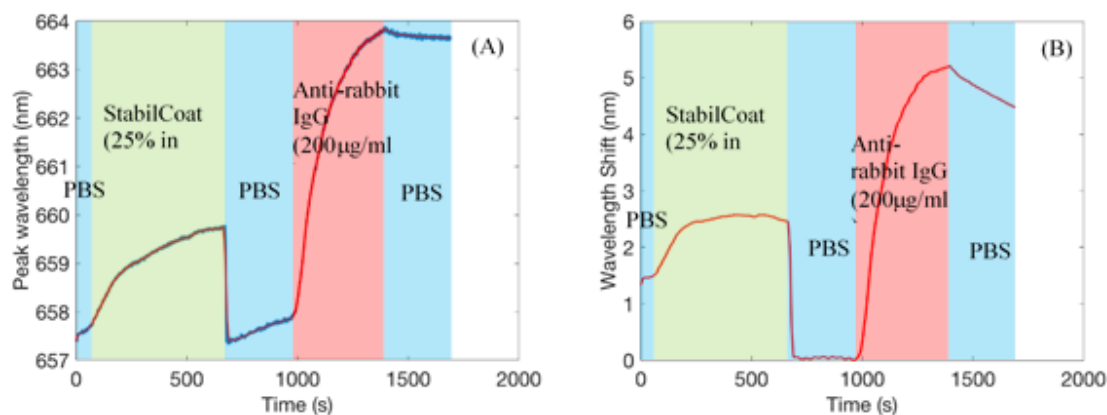 664
663
662
661
660
659
658
657
Peak wavelength (nm)
0
500
1000
1500
2000
Time (s)
(A)
PBS
StabilCoat
(25% in
PBS
Anti-rabbit
IgG
(200μg/ml
PBS
6
5
4
3
2
1
0
Wavelength Shift (nm)
0
500
1000
1500
2000
Time (s)
(B)
PBS
StabilCoat
(25% in
PBS
Anti-
rabbit IgG
(200μg/ml
PBS